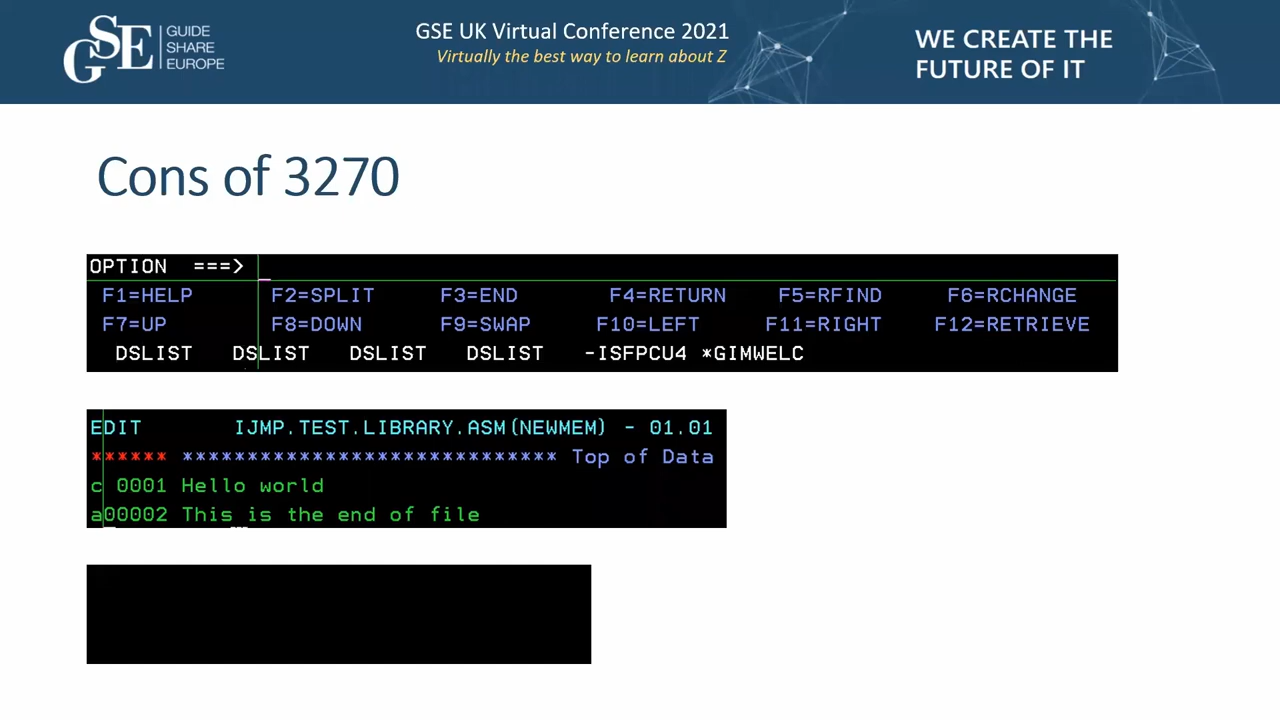 GSE
GUIDE
SHARE
EUROPE
GSE UK Virtual Conference 2021
Virtually the best way to learn about Z
WE CREATE THE
FUTURE OF IT
Cons of 3270
OPTION ===> _
F1=HELP F2=SPLIT F3=END F4=RETURN F5=RFIND F6=RCHANGE
F7=UP F8=DOWN F9=SWAP F10=LEFT F11=RIGHT F12=RETRIEVE
DSLIST DSLIST DSLIST DSLIST -ISFPCU4 *GIMWELC
EDIT IJMP.TEST.LIBRARY.ASM(NEWMEM) - 01.01
****** ***************************** Top of Data
c 0001 Hello world
a00002 This is the end of file